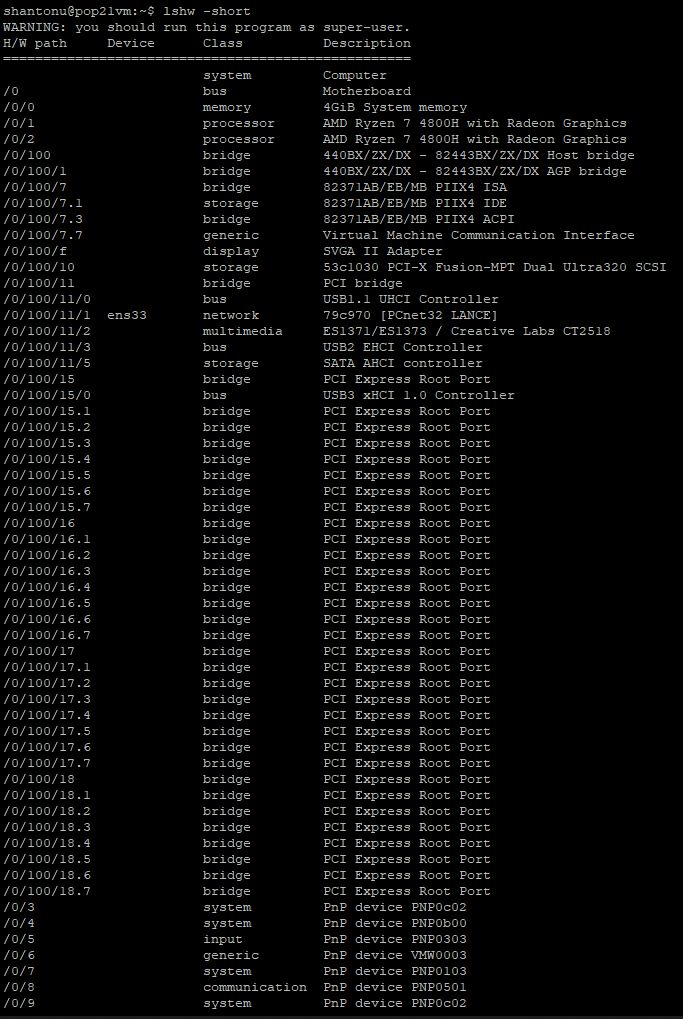 shantonu@pop21vm:~$ lshw -short
WARNING: you should run this program as super-user.
H/W path     Device      Class      Description
===================================================
                         system     Computer
/0                       bus        Motherboard
/0/0                     memory     4GiB System memory
/0/1                     processor  AMD Ryzen 7 4800H with Radeon Graphics
/0/2                     processor  AMD Ryzen 7 4800H with Radeon Graphics
/0/100                   bridge     440BX/ZX/DX - 82443BX/ZX/DX Host bridge
/0/100/1                 bridge     440BX/ZX/DX - 82443BX/ZX/DX AGP bridge
/0/100/7                 bridge     82371AB/EB/MB PIIX4 ISA
/0/100/7.1               storage    82371AB/EB/MB PIIX4 IDE
/0/100/7.3               bridge     82371AB/EB/MB PIIX4 ACPI
/0/100/7.7               generic    Virtual Machine Communication Interface
/0/100/f                 display    SVGA II Adapter
/0/100/10                storage    53c1030 PCI-X Fusion-MPT Dual Ultra320 SCSI
/0/100/11                bridge     PCI bridge
/0/100/11/0              bus        USB1.1 UHCI Controller
/0/100/11/1  ens33       network    79c970 [PCnet32 LANCE]
/0/100/11/2              multimedia  ES1371/ES1373 / Creative Labs CT2518
/0/100/11/3              bus        USB2 EHCI Controller
/0/100/11/5              storage    SATA AHCI controller
/0/100/15                bridge     PCI Express Root Port
/0/100/15/0              bus        USB3 xHCI 1.0 Controller
/0/100/15.1              bridge     PCI Express Root Port
/0/100/15.2              bridge     PCI Express Root Port
/0/100/15.3              bridge     PCI Express Root Port
/0/100/15.4              bridge     PCI Express Root Port
/0/100/15.5              bridge     PCI Express Root Port
/0/100/15.6              bridge     PCI Express Root Port
/0/100/15.7              bridge     PCI Express Root Port
/0/100/16                bridge     PCI Express Root Port
/0/100/16.1              bridge     PCI Express Root Port
/0/100/16.2              bridge     PCI Express Root Port
/0/100/16.3              bridge     PCI Express Root Port
/0/100/16.4              bridge     PCI Express Root Port
/0/100/16.5              bridge     PCI Express Root Port
/0/100/16.6              bridge     PCI Express Root Port
/0/100/16.7              bridge     PCI Express Root Port
/0/100/17                bridge     PCI Express Root Port
/0/100/17.1              bridge     PCI Express Root Port
/0/100/17.2              bridge     PCI Express Root Port
/0/100/17.3              bridge     PCI Express Root Port
/0/100/17.4              bridge     PCI Express Root Port
/0/100/17.5              bridge     PCI Express Root Port
/0/100/17.6              bridge     PCI Express Root Port
/0/100/17.7              bridge     PCI Express Root Port
/0/100/18                bridge     PCI Express Root Port
/0/100/18.1              bridge     PCI Express Root Port
/0/100/18.2              bridge     PCI Express Root Port
/0/100/18.3              bridge     PCI Express Root Port
/0/100/18.4              bridge     PCI Express Root Port
/0/100/18.5              bridge     PCI Express Root Port
/0/100/18.6              bridge     PCI Express Root Port
/0/100/18.7              bridge     PCI Express Root Port
/0/3                     system     PnP device PNP0c02
/0/4                     system     PnP device PNP0b00
/0/5                     input      PnP device PNP0303
/0/6                     generic    PnP device VMW0003
/0/7                     system     PnP device PNP0103
/0/8                     communication  PnP device PNP0501
/0/9                     system     PnP device PNP0c02